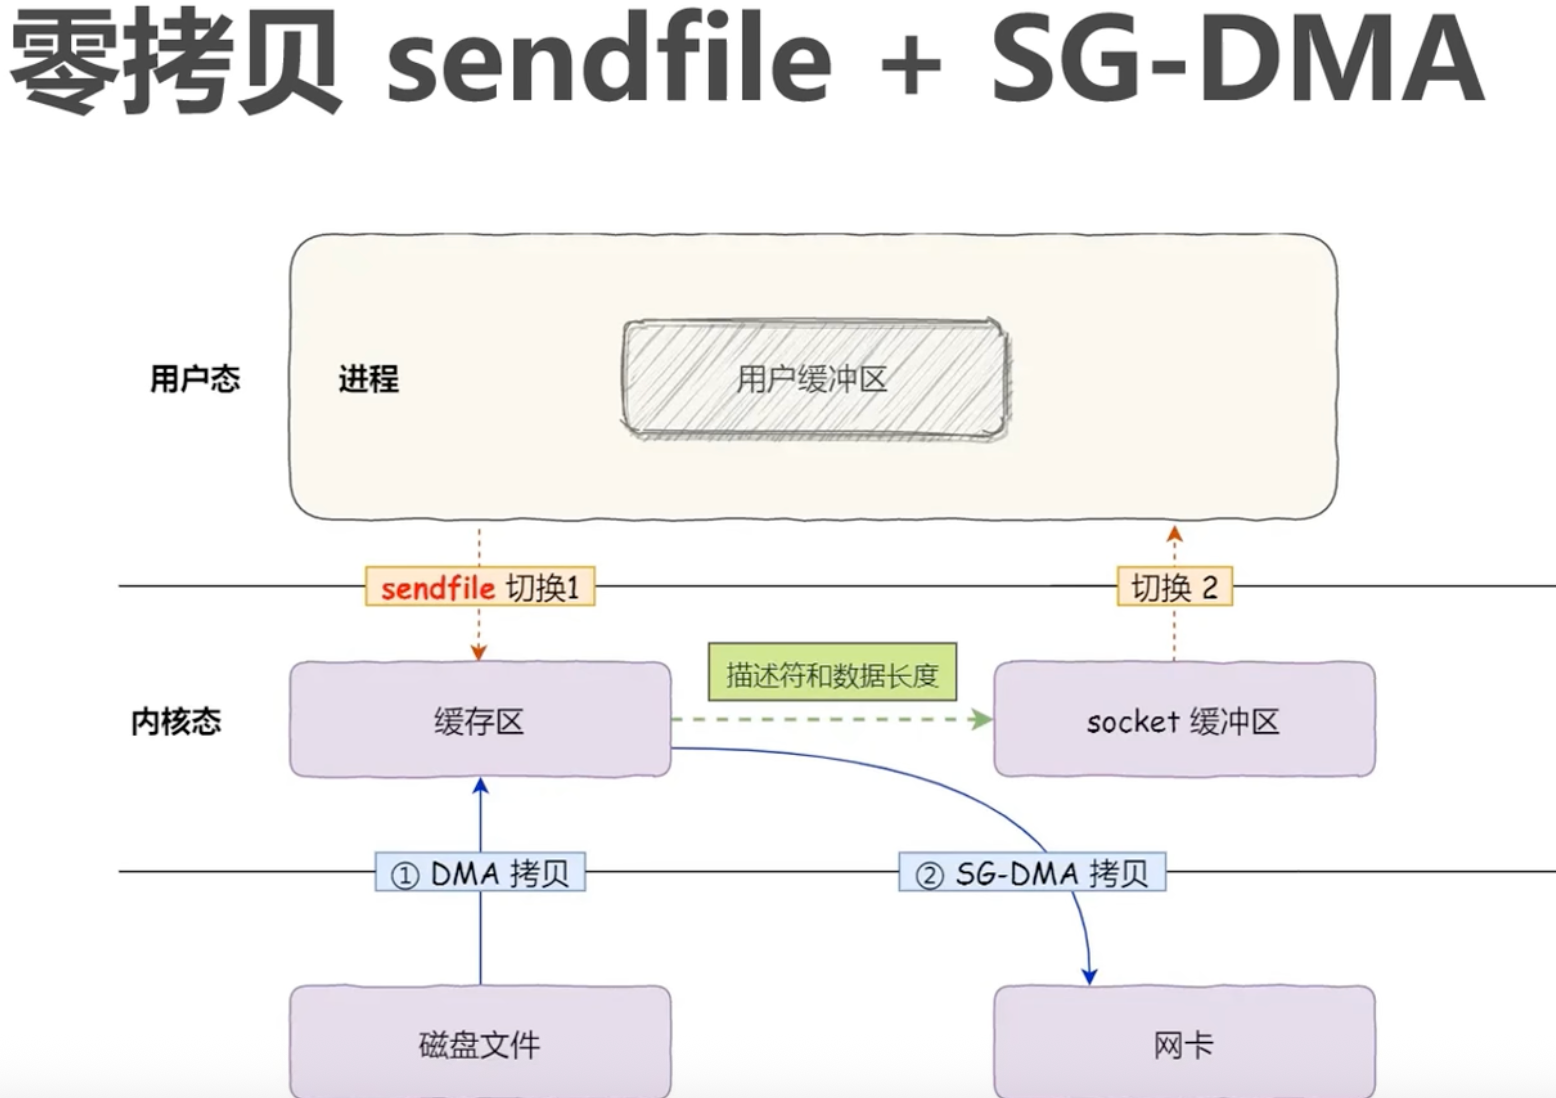 零拷贝 sendfile + SG-DMA
用户态
进程
用户缓冲区
sendfile 切换1
切换 2
描述符和数据长度
内核态
缓存区
socket 缓冲区
① DMA 拷贝
② SG-DMA 拷贝
磁盘文件
网卡